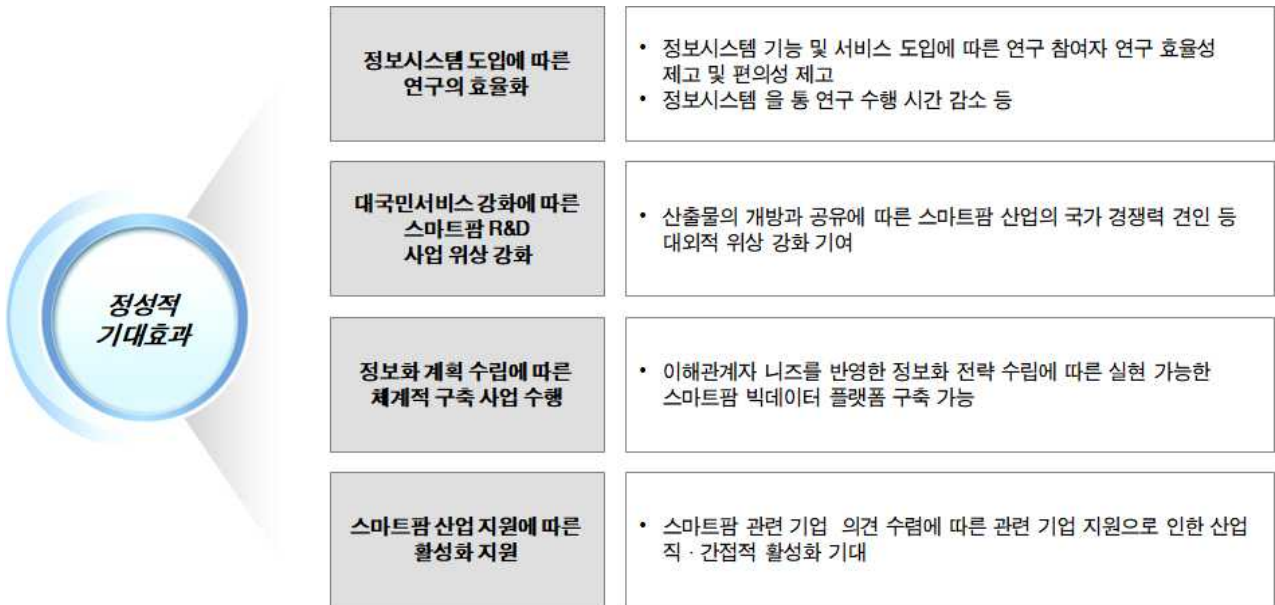 정성적
기대효과
정보시스템 도입에 따른
연구의 효율화
• 정보시스템 기능 및 서비스 도입에 따른 연구 참여자 연구 효율성
제고 및 편의성 제고
• 정보시스템 을 통 연구 수행 시간 감소 등
대국민서비스 강화에 따른
스마트팜 R&D
사업 위상 강화
• 산출물의 개방과 공유에 따른 스마트팜 산업의 국가 경쟁력 견인 등
대외적 위상 강화 기여
정보화 계획 수립에 따른
체계적 구축 사업 수행
• 이해관계자 니즈를 반영한 정보화 전략 수립에 따른 실현 가능한
스마트팜 빅데이터 플랫폼 구축 가능
스마트팜 산업 지원에 따른
활성화 지원
• 스마트팜 관련 기업 의견 수렴에 따른 관련 기업 지원으로 인한 산업
직 · 간접적 활성화 기대